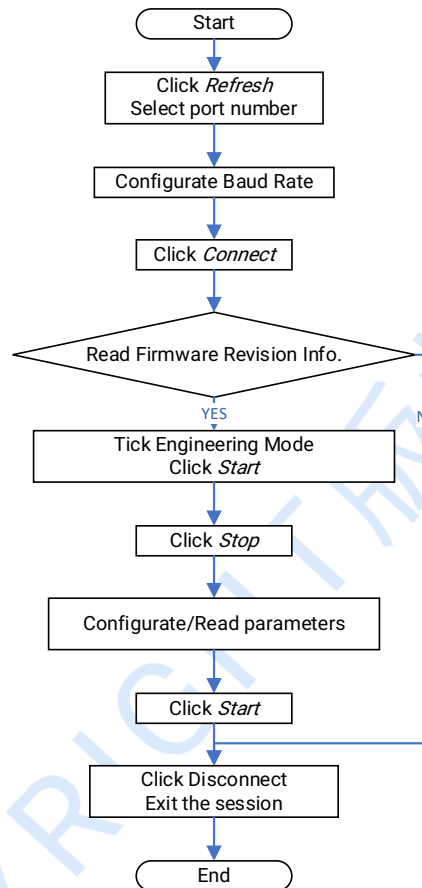 Start
Click Refresh
Select port number
Configurate Baud Rate
Click Connect
Read Firmware Revision Info.
YES
N
Tick Engineering Mode
Click Start
Click Stop
Configurate/Read parameters
Click Start
Click Disconnect
Exit the session
End